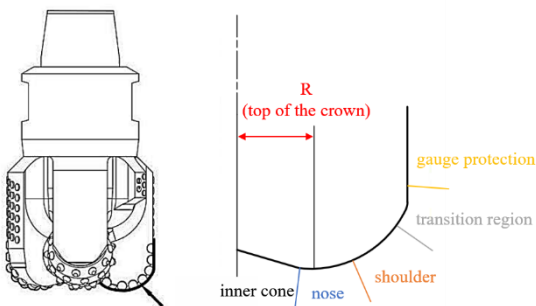 R
(top of the crown)
gauge protection
transition region
shoulder
inner cone
nose